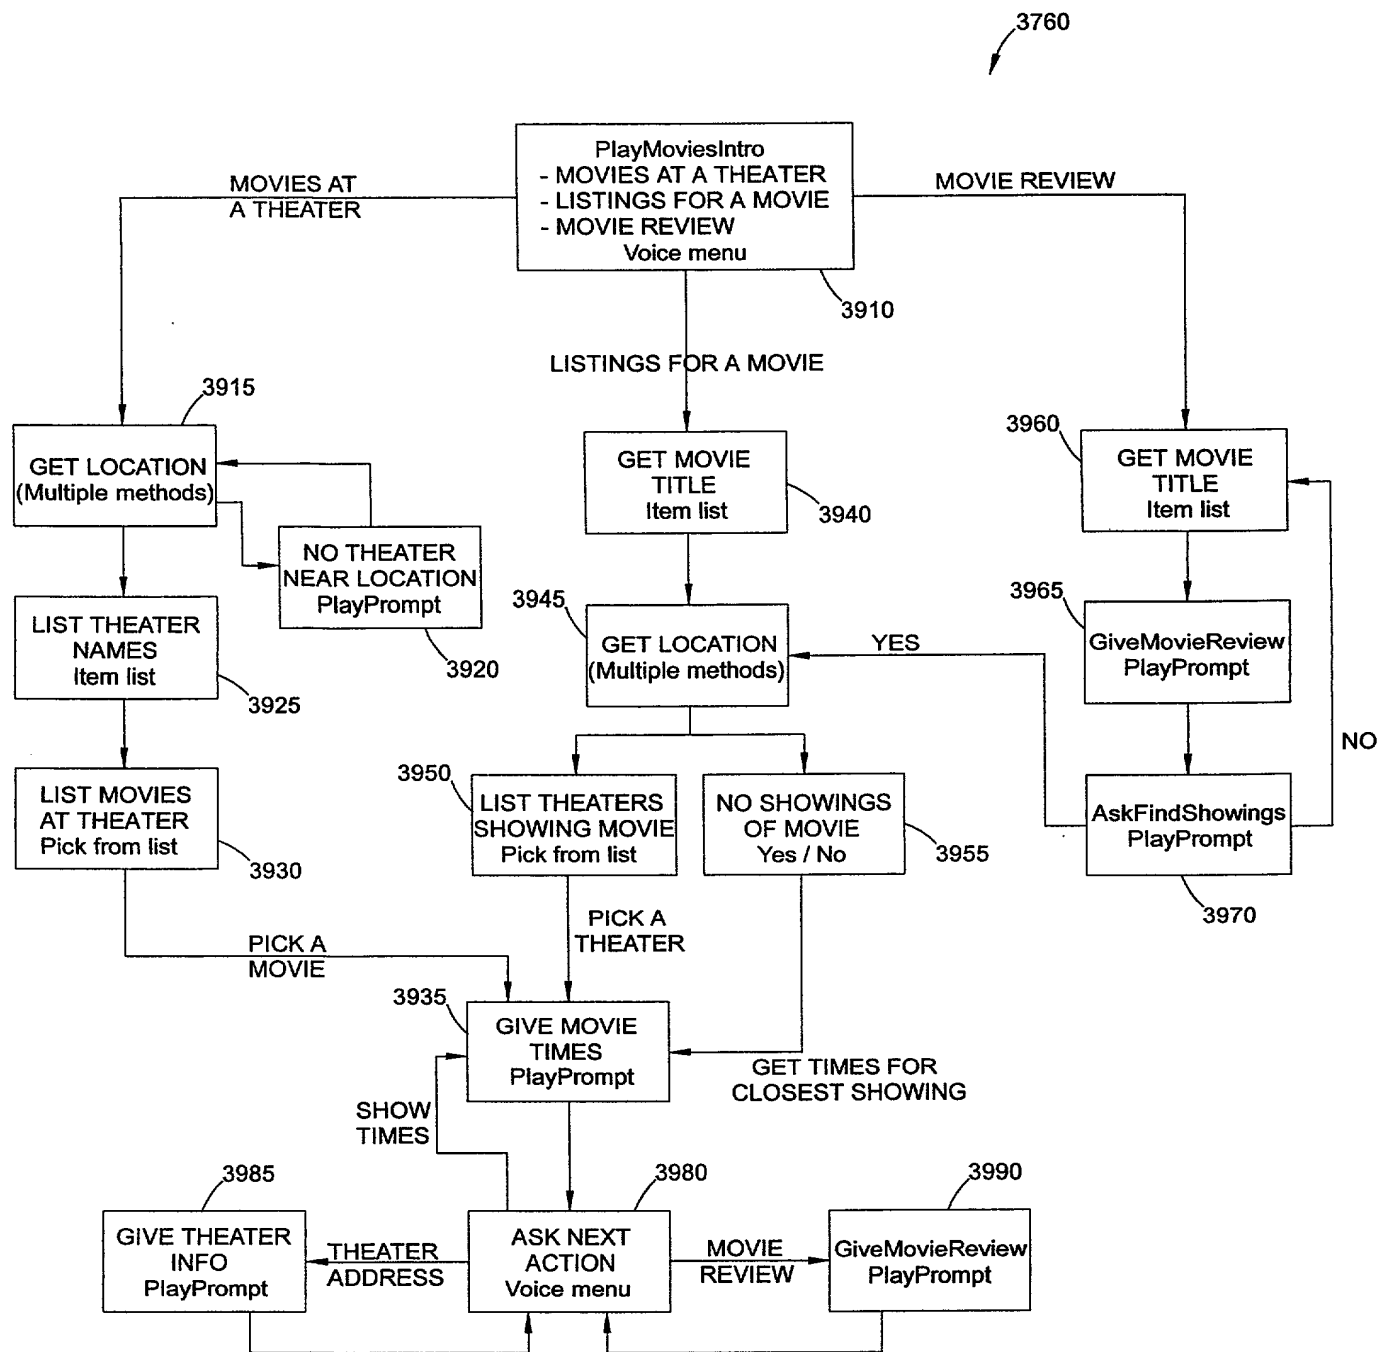 3760
PlayMoviesIntro
- MOVIES AT A THEATER
- LISTINGS FOR A MOVIE
- MOVIE REVIEW
Voice menu
3910
MOVIES AT
A THEATER
MOVIE REVIEW
LISTINGS FOR A MOVIE
3915
GET LOCATION
(Multiple methods)
NO THEATER
NEAR LOCATION
PlayPrompt
3920
LIST THEATER
NAMES
Item list
3925
LIST MOVIES
AT THEATER
Pick from list
3930
PICK A
MOVIE
GET MOVIE
TITLE
Item list
3940
3945
GET LOCATION
(Multiple methods)
3950
LIST THEATERS
SHOWING MOVIE
Pick from list
NO SHOWINGS
OF MOVIE
Yes / No
3955
PICK A
THEATER
3960
GET MOVIE
TITLE
Item list
3965
GiveMovieReview
PlayPrompt
YES
NO
AskFindShowings
PlayPrompt
3970
3935
GIVE MOVIE
TIMES
PlayPrompt
GET TIMES FOR
CLOSEST SHOWING
SHOW
TIMES
3985
GIVE THEATER
INFO
PlayPrompt
THEATER
ADDRESS
3980
ASK NEXT
ACTION
Voice menu
MOVIE
REVIEW
3990
GiveMovieReview
PlayPrompt